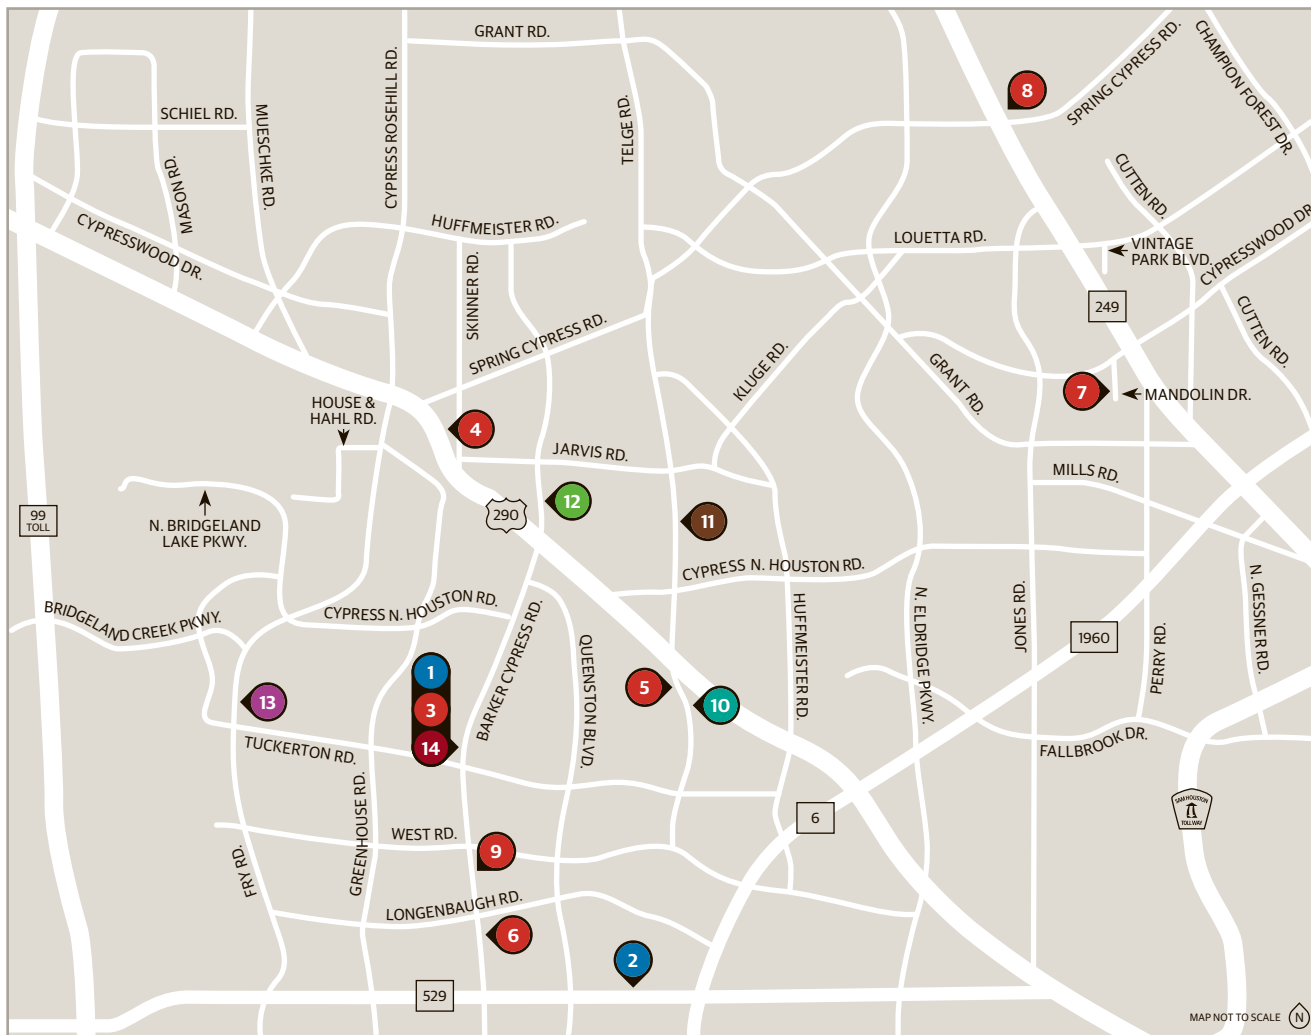 GRANT RD.
SPRING CYPRESS RD.
CHAMPION FOREST DR.
8
SCHIEL RD.
MUESCHKE RD.
CYPRESS ROSEHILL RD.
TELGE RD.
MASON RD.
CUTTEN RD.
CYPRESSWOOD DR.
HUFFMEISTER RD.
LOUETTA RD.
VINTAGE
PARK BLVD.
CYPRESSWOOD DR.
SKINNER RD.
249
SPRING CYPRESS RD.
CUTTEN RD.
KLUGE RD.
GRANT RD.
7
MANDOLIN DR.
HOUSE &
HAHL RD.
4
JARVIS RD.
MILLS RD.
12
290
11
99
TOLL
N. BRIDGELAND
LAKE PKWY.
CYPRESS N. HOUSTON RD.
BRIDGELAND CREEK PKWY.
CYPRESS N. HOUSTON RD.
BARKER CYPRESS RD.
QUEENSTON BLVD.
HUFFMEISTER RD.
N. ELDRIDGE PKWY.
JONES RD.
1960
PERRY RD.
N. GESSNER RD.
1
3
14
13
5
10
TUCKERTON RD.
FALLBROOK DR.
GREENHOUSE RD.
6
SAM HOUSTON
TOLLWAY
WEST RD.
9
FRY RD.
LONGENBAUGH RD.
6
2
529
MAP NOT TO SCALE
N